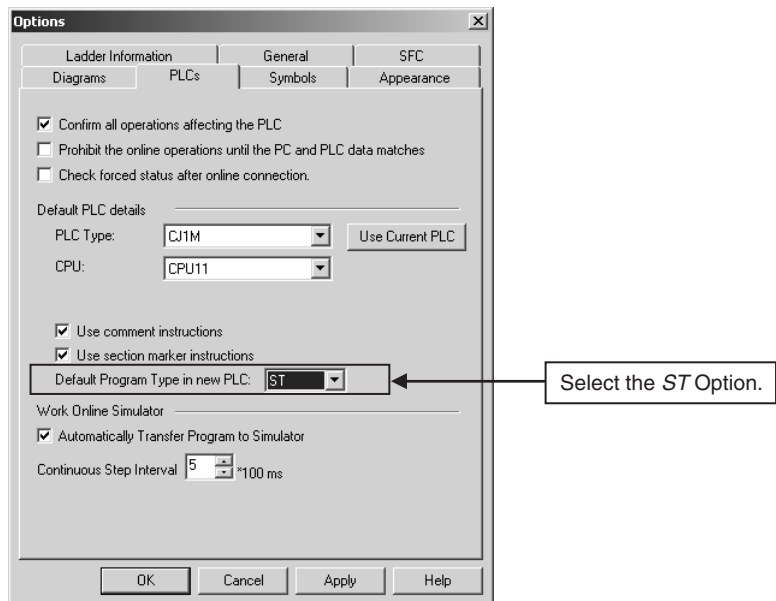 Options
Ladder Information General SFC
Diagrams PLCs Symbols Appearance
Confirm all operations affecting the PLC
Prohibit the online operations until the PC and PLC data matches
Check forced status after online connection.
Default PLC details
PLC Type: CJ1M Use Current PLC
CPU: CPU11
Use comment instructions
Use section marker instructions
Default Program Type in new PLC: ST
Select the ST Option.
Work Online Simulator
Automatically Transfer Program to Simulator
Continuous Step Interval 5 *100 ms
OK Cancel Apply Help